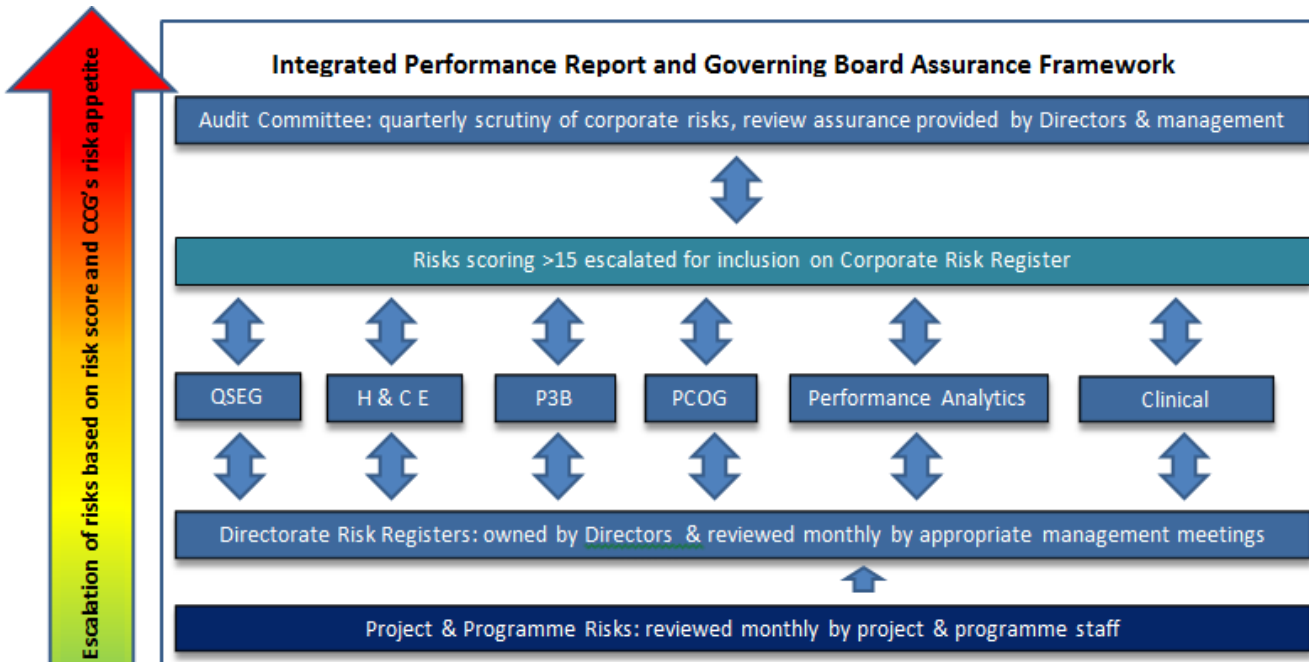 Integrated Performance Report and Governing Board Assurance Framework
Audit Committee: quarterly scrutiny of corporate risks, review assurance provided by Directors & management
Risks scoring >15 escalated for inclusion on Corporate Risk Register
QSEG
H & C E
P3B
PCOG
Performance Analytics
Clinical
Directorate Risk Registers: owned by Directors & reviewed monthly by appropriate management meetings
Project & Programme Risks: reviewed monthly by project & programme staff
Escalation of risks based on risk score and CCG's risk appetite